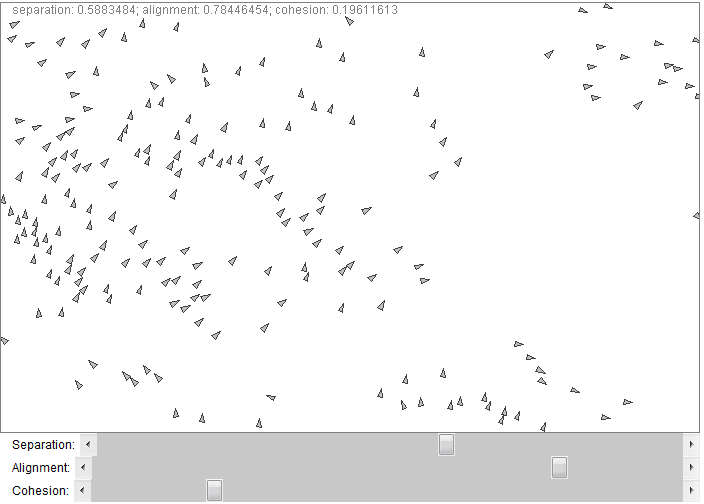 separation: 0.5883484; alignment: 0.78446454; cohesion: 0.19611613
Separation:
Alignment:
Cohesion: